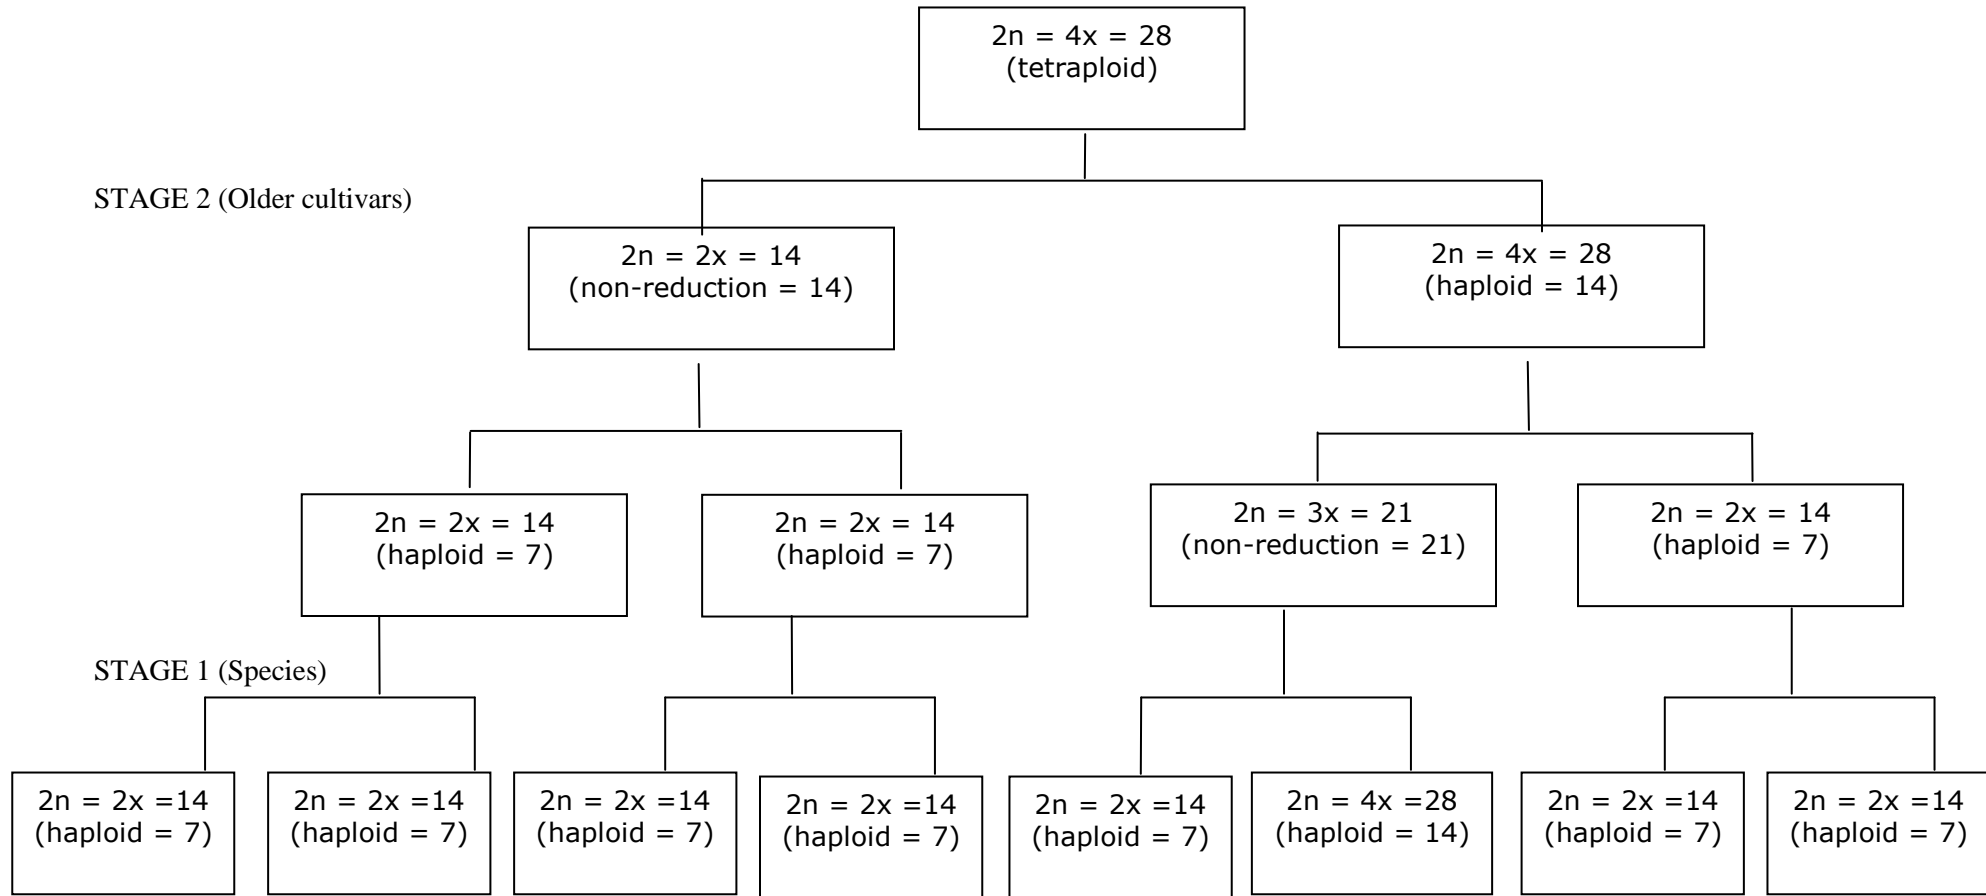 2n = 4x = 28
(tetraploid)
STAGE 2 (Older cultivars)
2n = 2x = 14
(non-reduction = 14)
2n = 4x = 28
(haploid = 14)
2n = 2x = 14
(haploid = 7)
2n = 2x = 14
(haploid = 7)
2n = 3x = 21
(non-reduction = 21)
2n = 2x = 14
(haploid = 7)
STAGE 1 (Species)
2n = 2x =14
(haploid = 7)
2n = 2x =14
(haploid = 7)
2n = 2x =14
(haploid = 7)
2n = 2x =14
(haploid = 7)
2n = 2x =14
(haploid = 7)
2n = 4x =28
(haploid = 14)
2n = 2x =14
(haploid = 7)
2n = 2x =14
(haploid = 7)